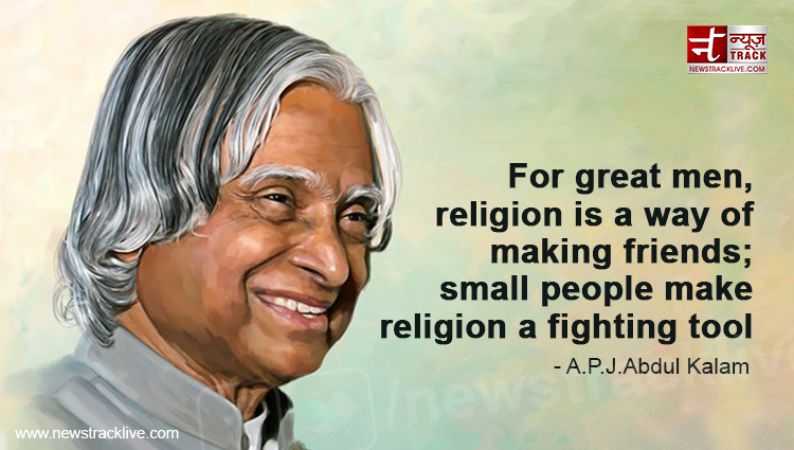 न्यूज़
TRACK
NEWSTRACKLIVE.COM
For great men,
religion is a way of
making friends;
small people make
religion a fighting tool
- A.P.J.Abdul Kalam
/newstracklive
www.newstracklive.com